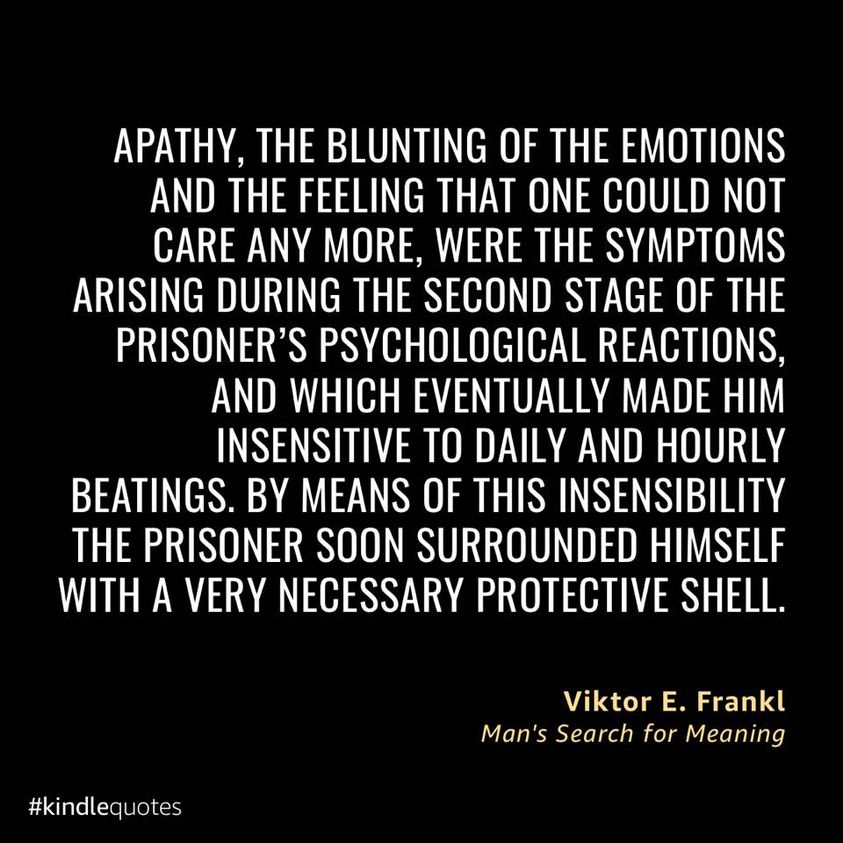 APATHY, THE BLUNTING OF THE EMOTIONS
AND THE FEELING THAT ONE COULD NOT
CARE ANY MORE, WERE THE SYMPTOMS
ARISING DURING THE SECOND STAGE OF THE
PRISONER’S PSYCHOLOGICAL REACTIONS,
AND WHICH EVENTUALLY MADE HIM
INSENSITIVE TO DAILY AND HOURLY
BEATINGS. BY MEANS OF THIS INSENSIBILITY
THE PRISONER SOON SURROUNDED HIMSELF
WITH A VERY NECESSARY PROTECTIVE SHELL.
Viktor E. Frankl
Man's Search for Meaning
#kindlequotes